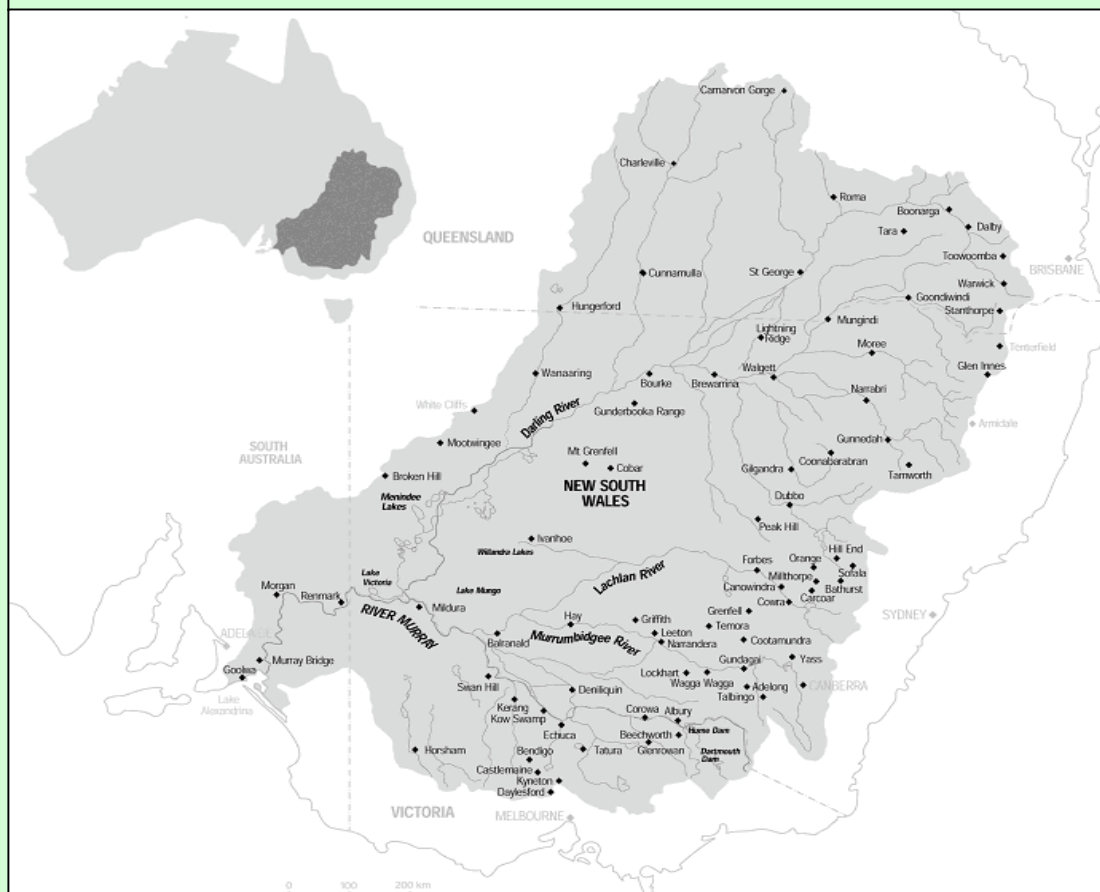 Carnarvon Gorge
Charleville
Roma
Boonarga
Tara
Dalby
QUEENSLAND
Toowoomba
BRISBANE
Cunnamulla
St George
Warwick
Goondiwindi
Hungerford
Stanthorpe
Mungindi
Lightning
Ridge
Moree
Tenterfield
Glen Innes
Wanaaring
Bourke
Brewarrina
Walgett
Narrabri
White Cliffs
Darling River
Gunderbooka Range
Armidale
SOUTH
AUSTRALIA
Mootwingee
Gunnedah
Mt Grenfell
Cobar
Coonabarabran
Gilgandra
Tamworth
Broken Hill
NEW SOUTH
WALES
Menindee
Lakes
Dubbo
Peak Hill
Ivanhoe
Willandra Lakes
Hill End
Orange
Forbes
Sofala
Lake
Victoria
Lachlan River
Millthorpe
Canowindra
Bathurst
Carcoar
Morgan
Renmark
Lake Mungo
Cowra
Mildura
RIVER MURRAY
Grenfell
SYDNEY
Hay
Griffith
Temora
ADELAIDE
Balranald
Murrumbidgee River
Leeton
Narrandera
Cootamundra
Murray Bridge
Goolwa
Gundagai
Yass
Lockhart
Wagga Wagga
Swan Hill
Deniliquin
Adelong
CANBERRA
Talbingo
Lake
Alexandrina
Kerang
Kow Swamp
Corowa
Albury
Echuca
Beechworth
Hume Dam
Horsham
Bendigo
Tatura
Glenrowan
Dartmouth
Dam
Castlemaine
Kyneton
Daylesford
VICTORIA
MELBOURNE
0 100 200 km